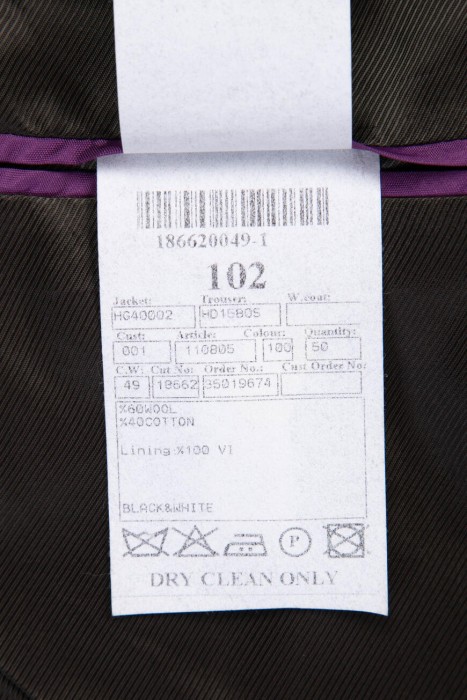 186620049-1
102
Jacket: Trouser: W.coat:
HG40002 HD16B05
Cust: Article: Colour: Quantity:
001 110805 100 50
C.W: Cut No: Order No.: Cust Order No.:
49 18662 35019674
%60WOOL
%40COTTON
Lining:%100 VI
BLACK&WHITE
P
DRY CLEAN ONLY